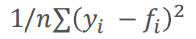 1/n∑(yᵢ − fᵢ)²